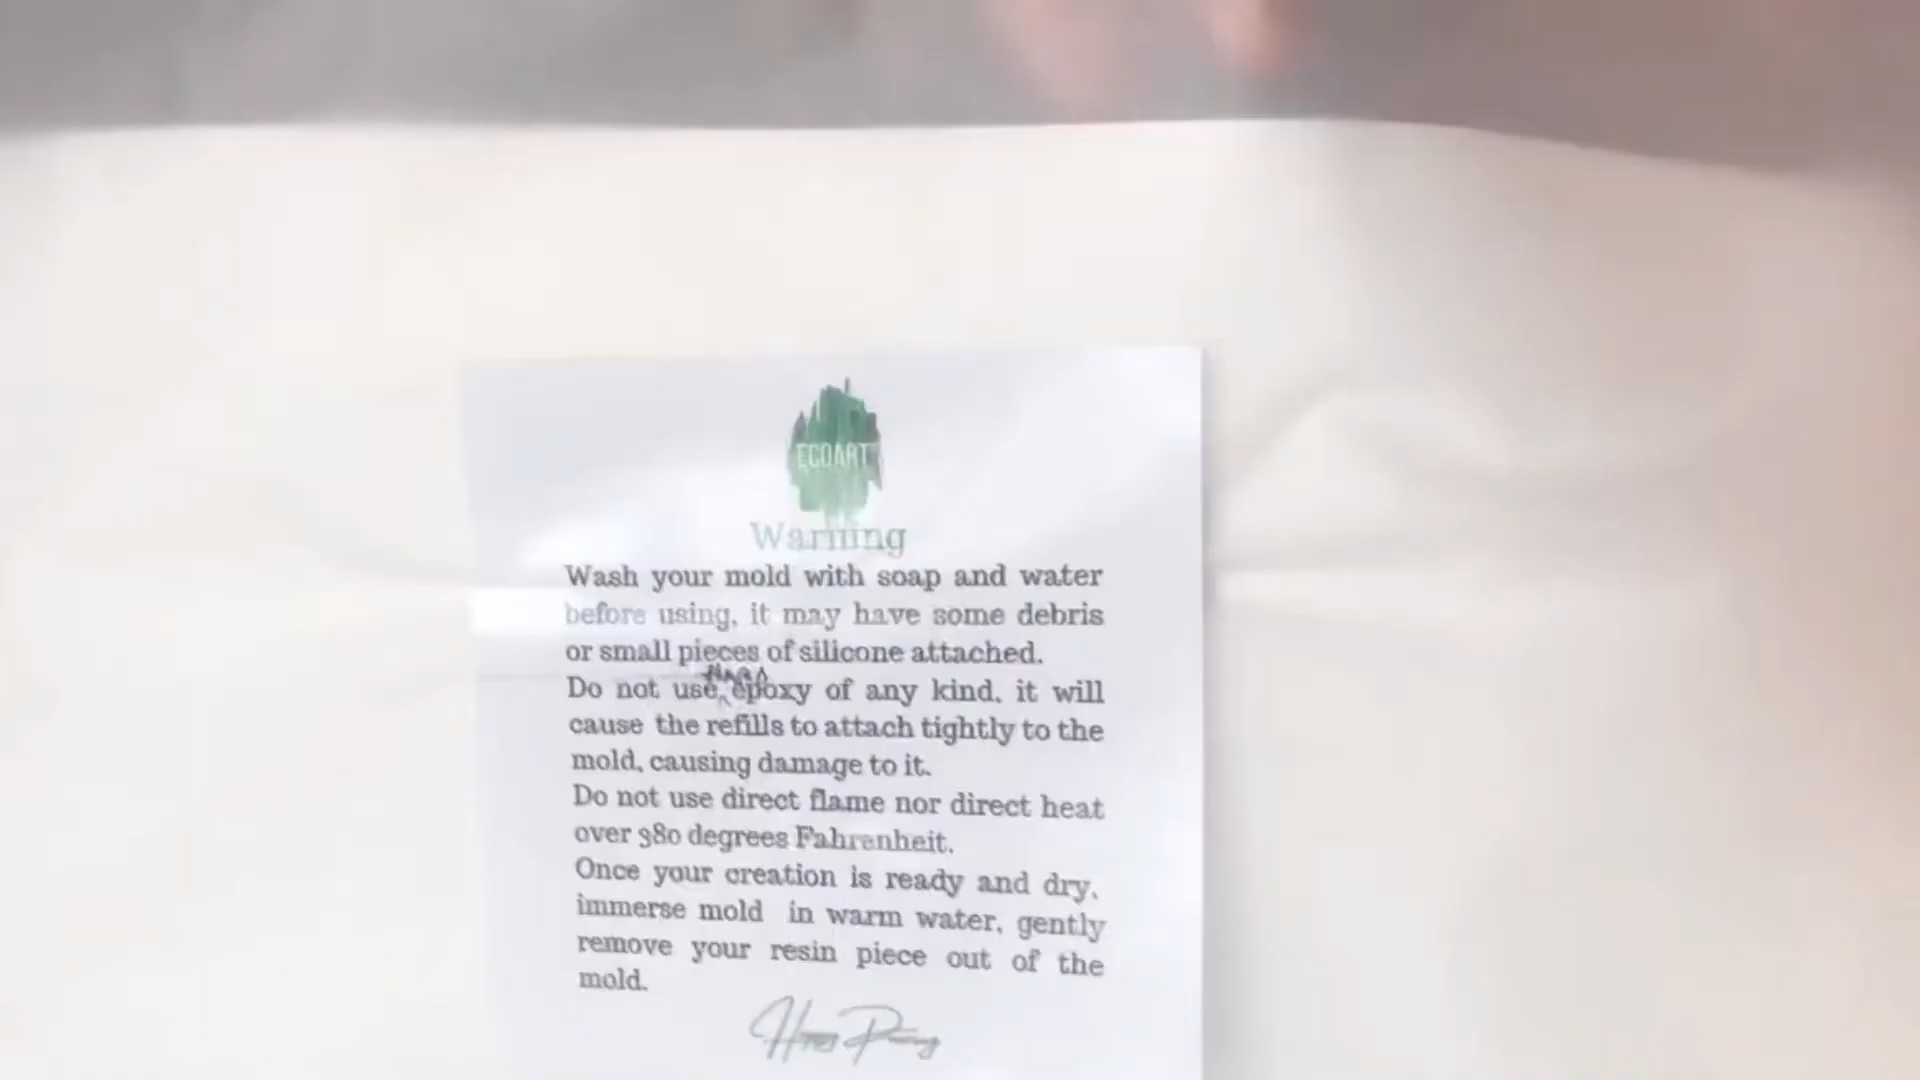 ECOART
Warning
Wash your mold with soap and water
before using, it may have some debris
or small pieces of silicone attached.
Do not use epoxy of any kind, it will
cause the refills to attach tightly to the
mold, causing damage to it.
Do not use direct flame nor direct heat
over 380 degrees Fahrenheit.
Once your creation is ready and dry,
immerse mold in warm water, gently
remove your resin piece out of the
mold.